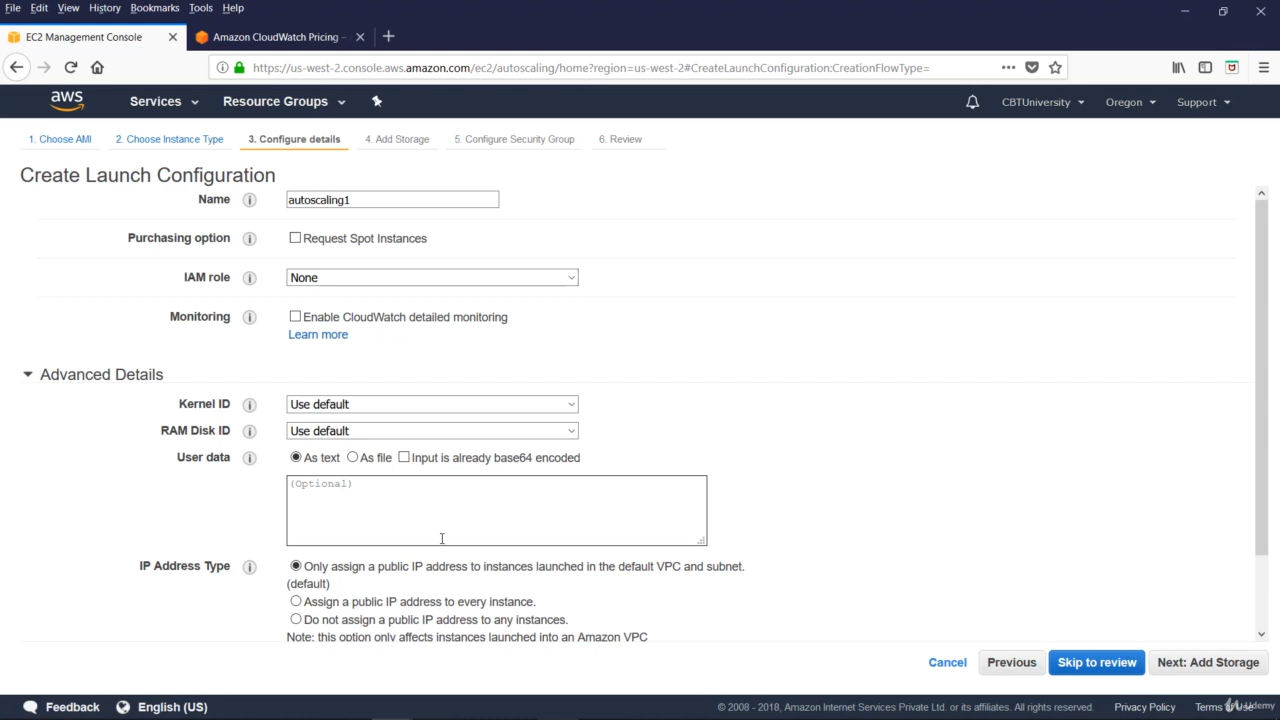 File Edit View History Bookmarks Tools Help
EC2 Management Console
Amazon CloudWatch Pricing –
https://us-west-2.console.aws.amazon.com/ec2/autoscaling/home?region=us-west-2#CreateLaunchConfiguration:CreationFlowType=
aws Services Resource Groups CBTUniversity Oregon Support
1. Choose AMI 2. Choose Instance Type 3. Configure details 4. Add Storage 5. Configure Security Group 6. Review
Create Launch Configuration
Name i autoscaling1
Purchasing option i Request Spot Instances
IAM role i None
Monitoring i Enable CloudWatch detailed monitoring
Learn more
Advanced Details
Kernel ID i Use default
RAM Disk ID i Use default
User data i As text As file Input is already base64 encoded
(Optional)
IP Address Type i Only assign a public IP address to instances launched in the default VPC and subnet.
(default)
Assign a public IP address to every instance.
Do not assign a public IP address to any instances.
Note: this option only affects instances launched into an Amazon VPC
Cancel Previous Skip to review Next: Add Storage
Feedback English (US) © 2008 - 2018, Amazon Internet Services Private Ltd. or its affiliates. All rights reserved. Privacy Policy Terms of Use
Udemy